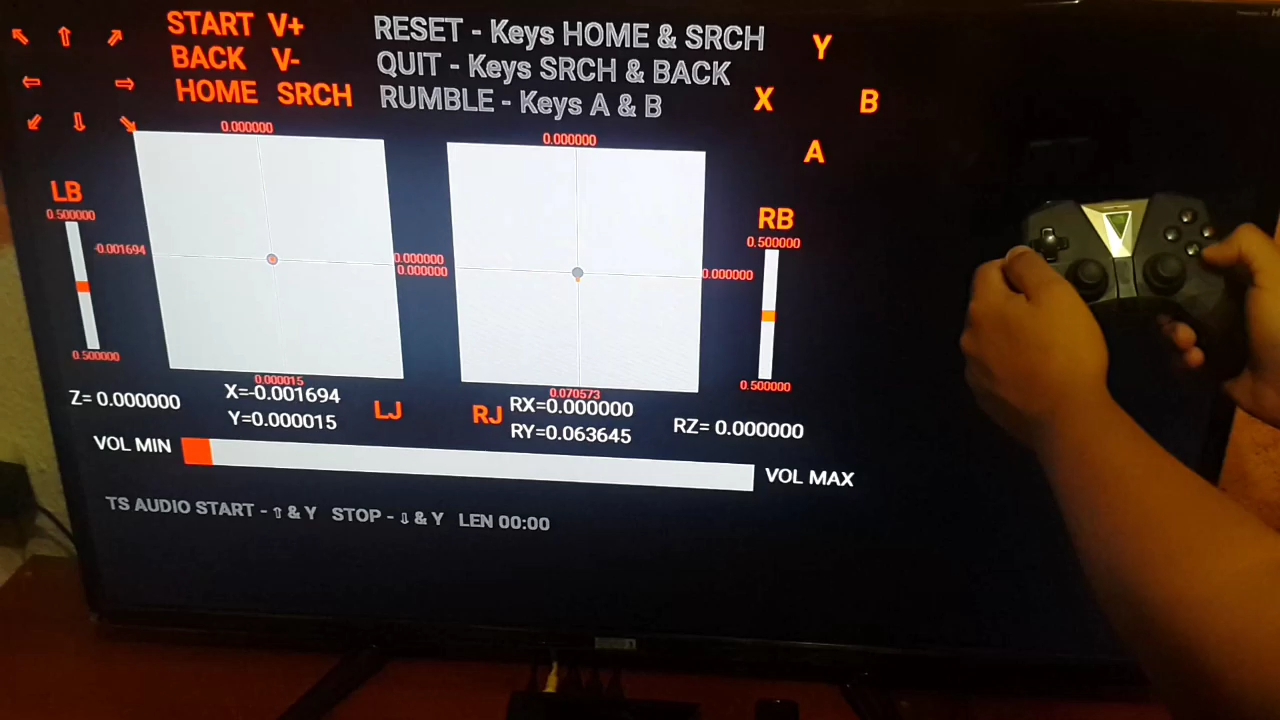 START V+
BACK V-
HOME SRCH
RESET - Keys HOME & SRCH
QUIT - Keys SRCH & BACK
RUMBLE - Keys A & B
Y
X B
A
0.000000
0.000000
LB
0.500000
-0.001694
0.000000
0.000000
0.000000
RB
0.500000
0.500000
0.000015
0.070573
0.500000
Z= 0.000000
X=-0.001694
Y=0.000015
LJ
RJ
RX=0.000000
RY=0.063645
RZ= 0.000000
VOL MIN
VOL MAX
TS AUDIO START - ⇧ & Y STOP - ⇩ & Y LEN 00:00